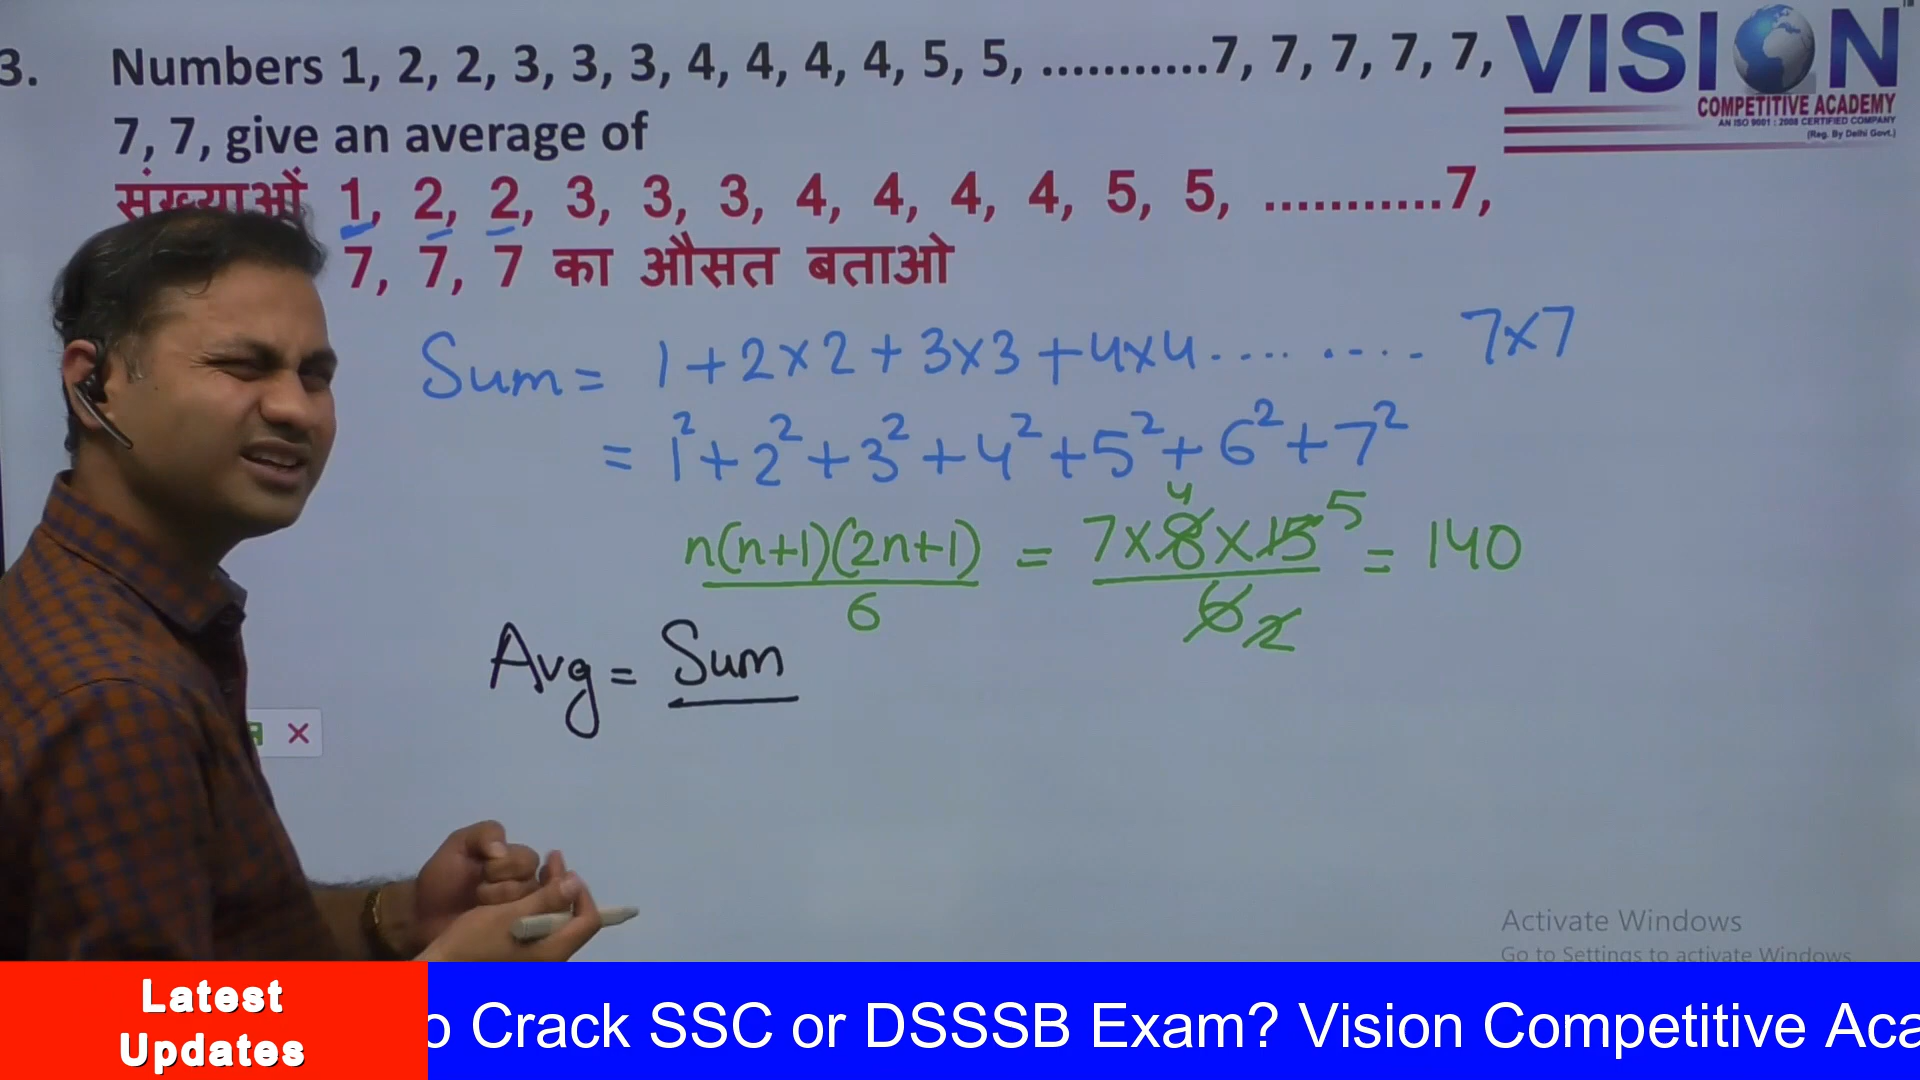 3. Numbers 1, 2, 2, 3, 3, 3, 4, 4, 4, 4, 5, 5, ...........7, 7, 7, 7, 7,
7, 7, give an average of
संख्याओं 1, 2, 2, 3, 3, 3, 4, 4, 4, 4, 5, 5, ...........7,
7, 7, 7 का औसत बताओ
VISION
COMPETITIVE ACADEMY
AN ISO 9001 : 2008 CERTIFIED COMPANY
(Reg. By Delhi Govt.)
Sum = 1 + 2×2 + 3×3 + 4×4 ......... 7×7
= 1² + 2² + 3² + 4² + 5² + 6² + 7²
n(n+1)(2n+1) = 7×8×15 = 140
4 5
6 6 2
Avg = Sum
Activate Windows
Go to Settings to activate Windows
Latest
Updates
Crack SSC or DSSSB Exam? Vision Competitive Aca